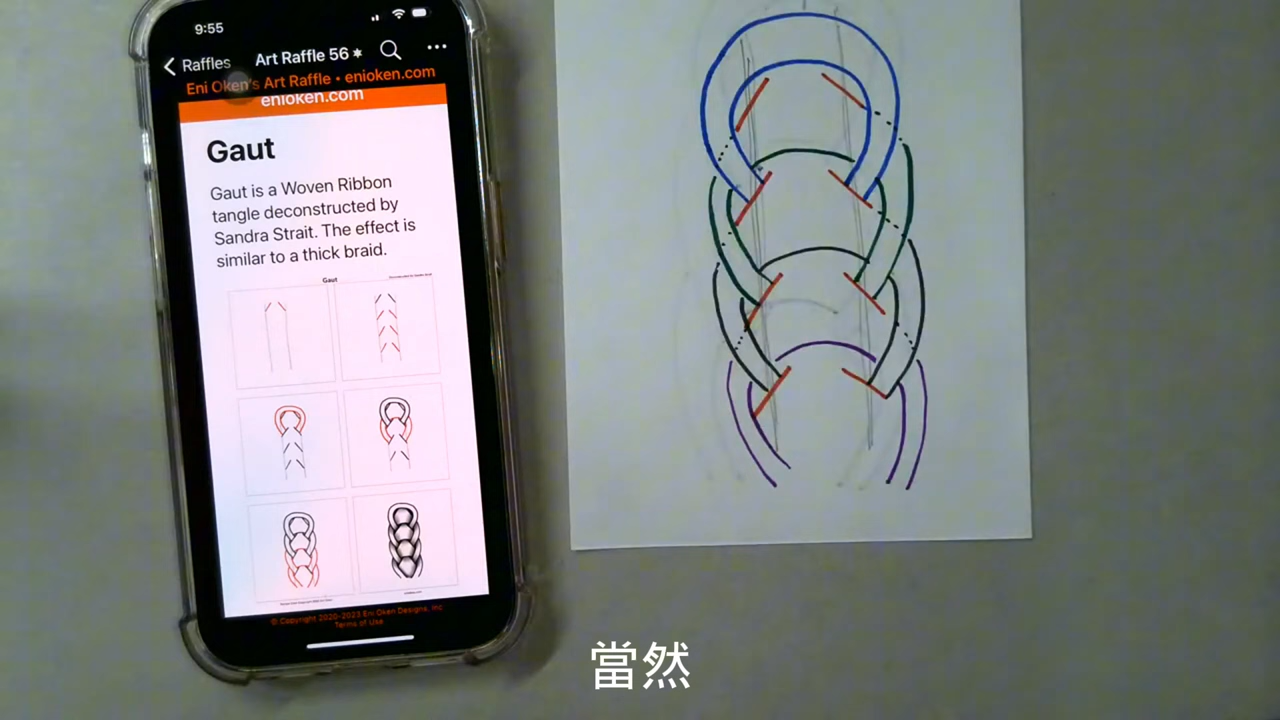 9:55
Raffles
Art Raffle 56 ✶
Eni Oken's Art Raffle • enioken.com
enioken.com
Gaut
Gaut is a Woven Ribbon
tangle deconstructed by
Sandra Strait. The effect is
similar to a thick braid.
Gaut
© Copyright 2020-2023 Eni Oken Designs, Inc
Terms of Use
當然